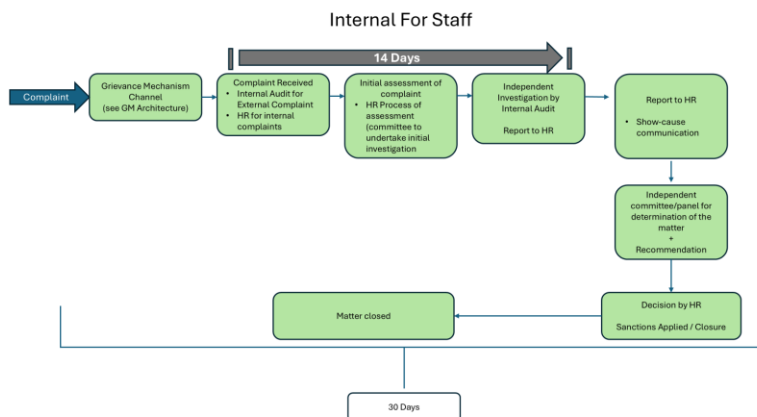 Internal For Staff
14 Days
Complaint
Grievance Mechanism
Channel
(see GM Architecture)
Complaint Received
• Internal Audit for
External Complaint
• HR for internal
complaints
Initial assessment of
complaint
• HR Process of
assessment
(committee to
undertake initial
investigation
Independent
Investigation by
Internal Audit
Report to HR
Report to HR
• Show-cause
communication
Independent
committee/panel for
determination of the
matter
+
Recommendation
Decision by HR
Sanctions Applied / Closure
Matter closed
30 Days